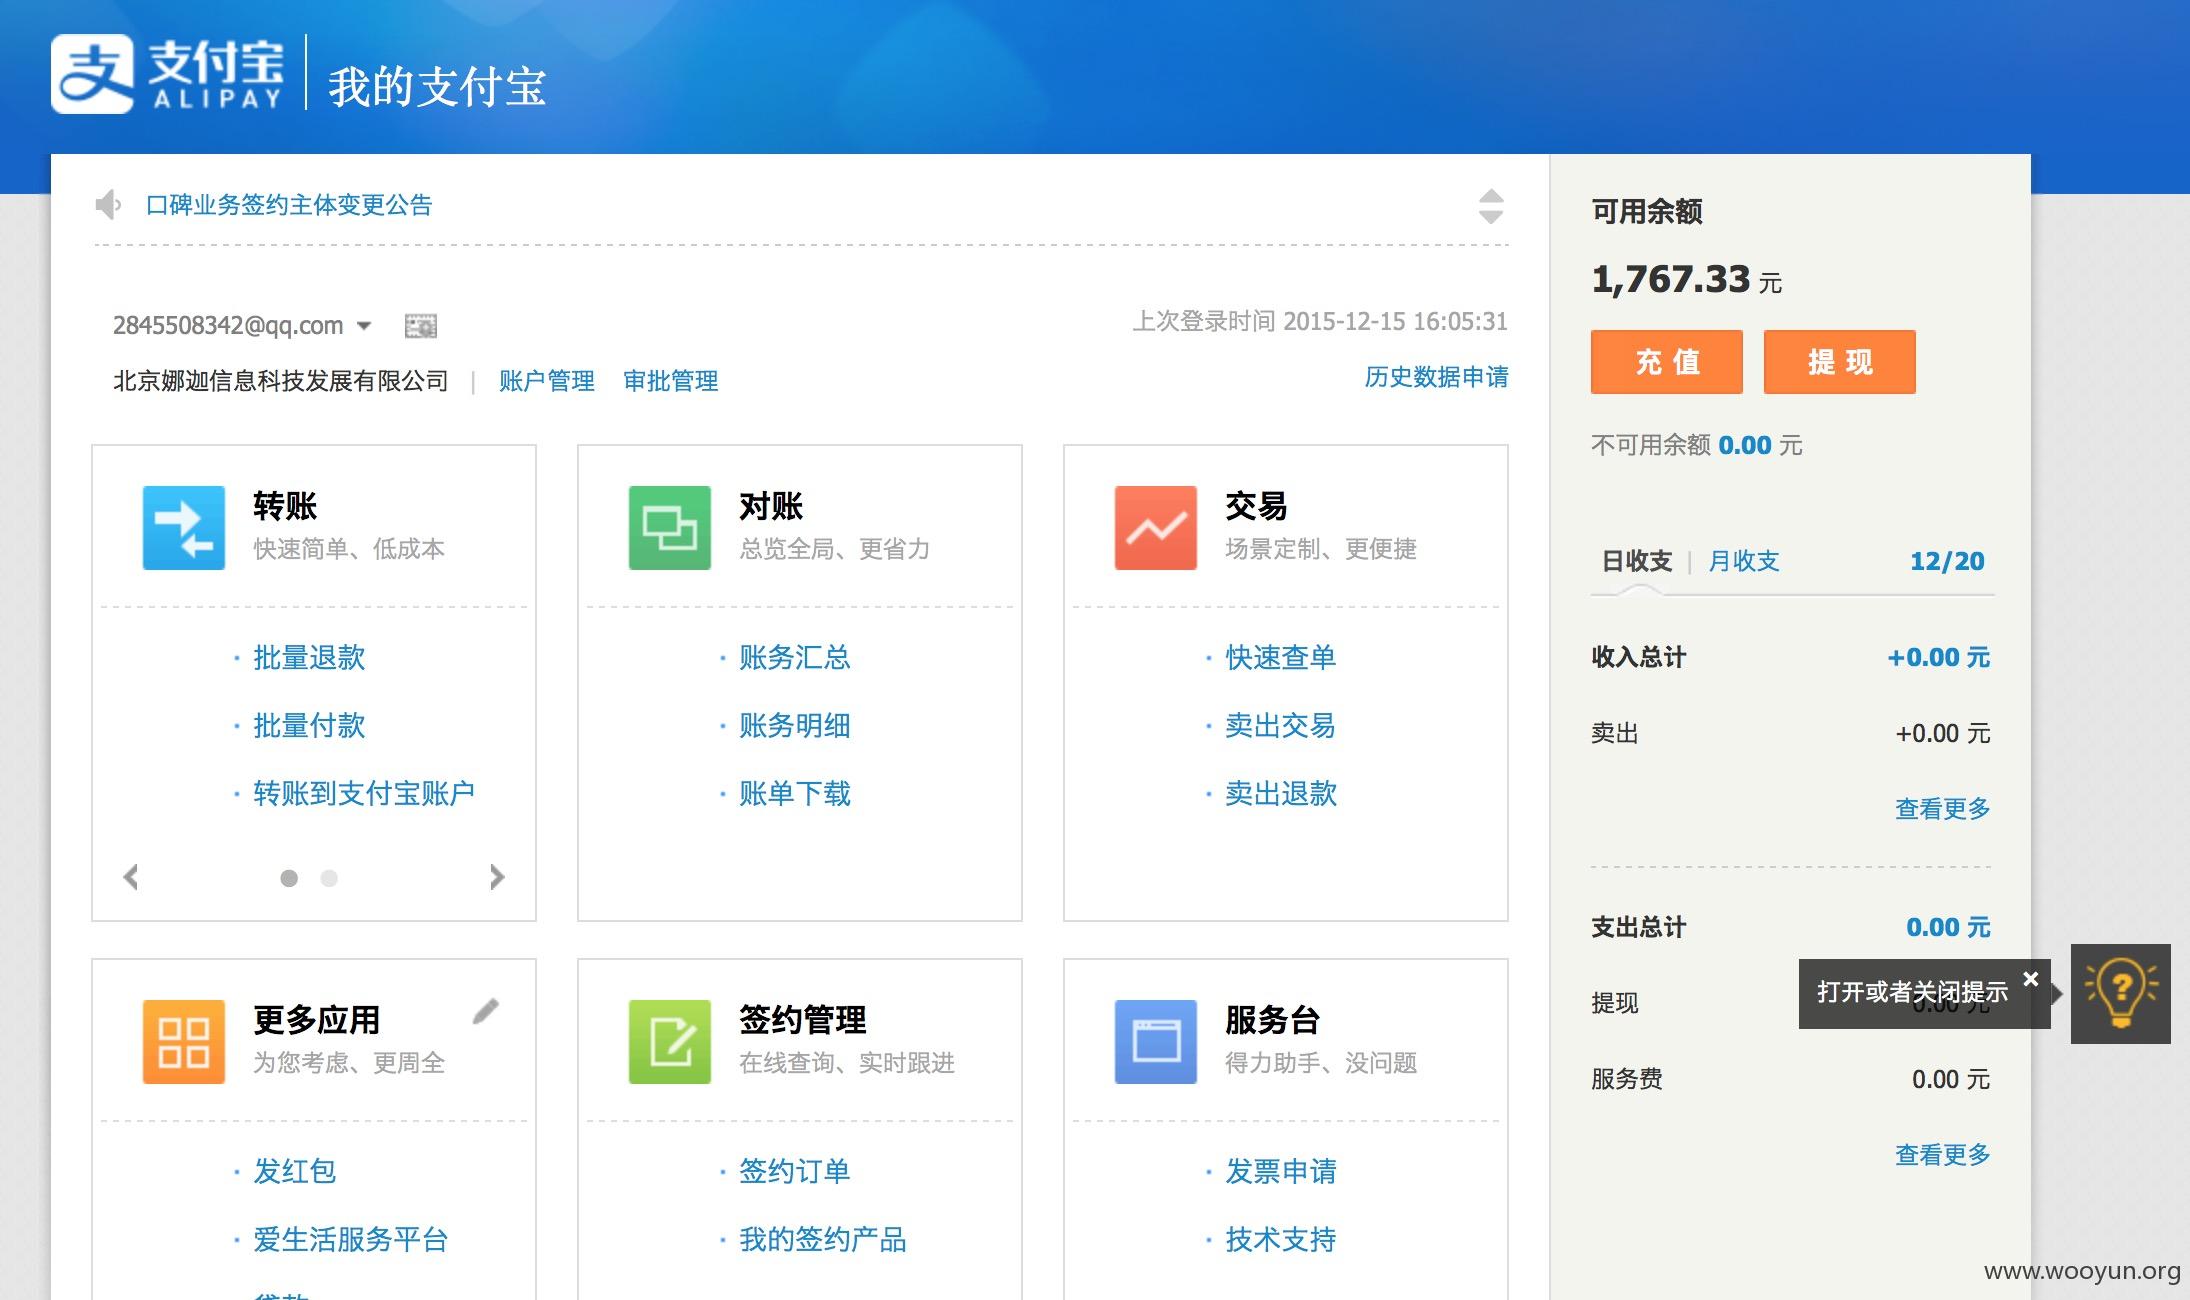 支付宝
ALIPAY
我的支付宝
口碑业务签约主体变更公告
2845508342@qq.com
上次登录时间 2015-12-15 16:05:31
北京娜迦信息科技发展有限公司 | 账户管理 审批管理
历史数据申请
转账
快速简单、低成本
· 批量退款
· 批量付款
· 转账到支付宝账户
对账
总览全局、更省力
· 账务汇总
· 账务明细
· 账单下载
交易
场景定制、更便捷
· 快速查单
· 卖出交易
· 卖出退款
更多应用
为您考虑、更周全
· 发红包
· 爱生活服务平台
签约管理
在线查询、实时跟进
· 签约订单
· 我的签约产品
服务台
得力助手、没问题
· 发票申请
· 技术支持
可用余额
1,767.33 元
充值 提现
不可用余额 0.00 元
日收支 | 月收支 12/20
收入总计 +0.00 元
卖出 +0.00 元
查看更多
支出总计 0.00 元
打开或者关闭提示
提现 0.00 元
服务费 0.00 元
查看更多
www.wooyun.org